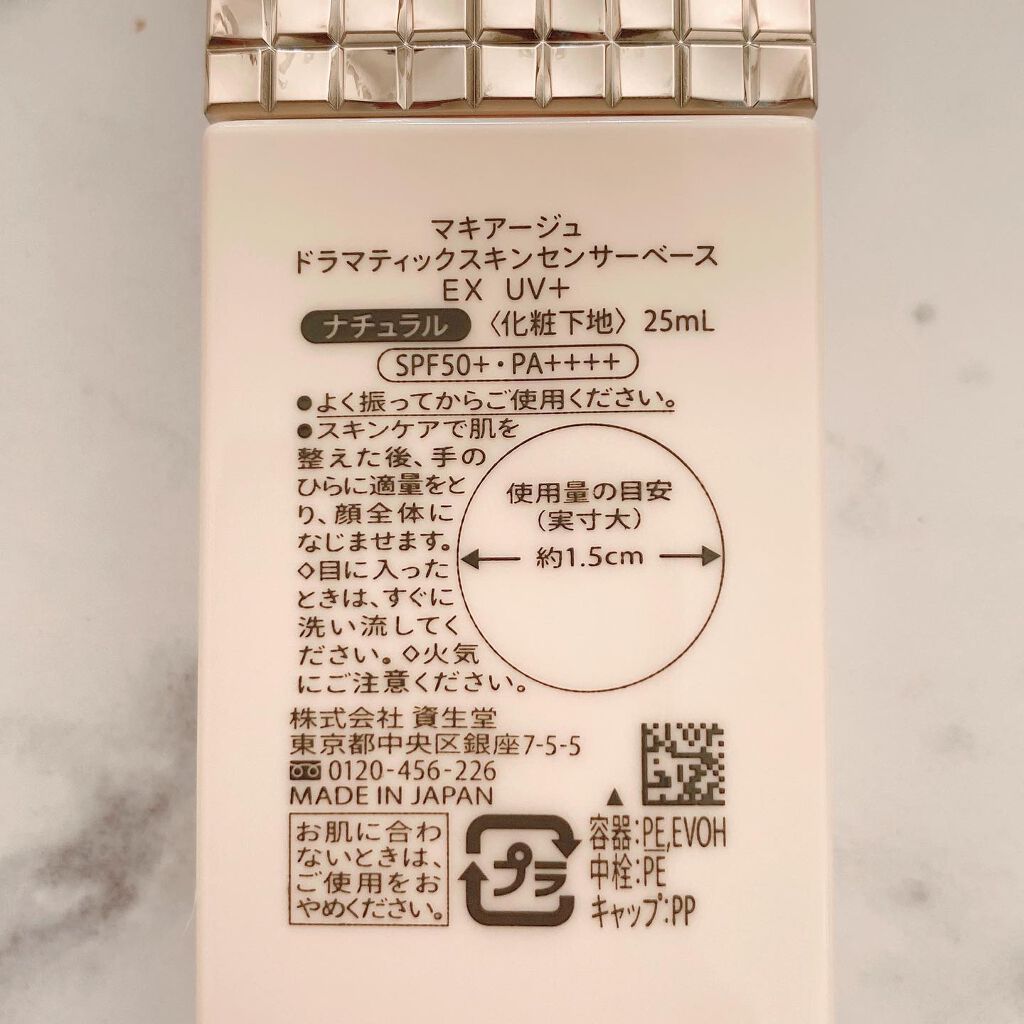 マキアージュ
ドラマティックスキンセンサーベース
EX UV+
ナチュラル 〈化粧下地〉 25mL
SPF50+・PA++++
●よく振ってからご使用ください。
●スキンケアで肌を
整えた後、手の
ひらに適量をと
り、顔全体に
なじませます。
◇目に入った
ときは、すぐに
洗い流してく
ださい。◇火気
にご注意ください。
使用量の目安
(実寸大)
約1.5cm
株式会社 資生堂
東京都中央区銀座7-5-5
0120-456-226
MADE IN JAPAN
お肌に合わ
ないときは、
ご使用をお
やめください。
プラ
容器:PE,EVOH
中栓:PE
キャップ:PP